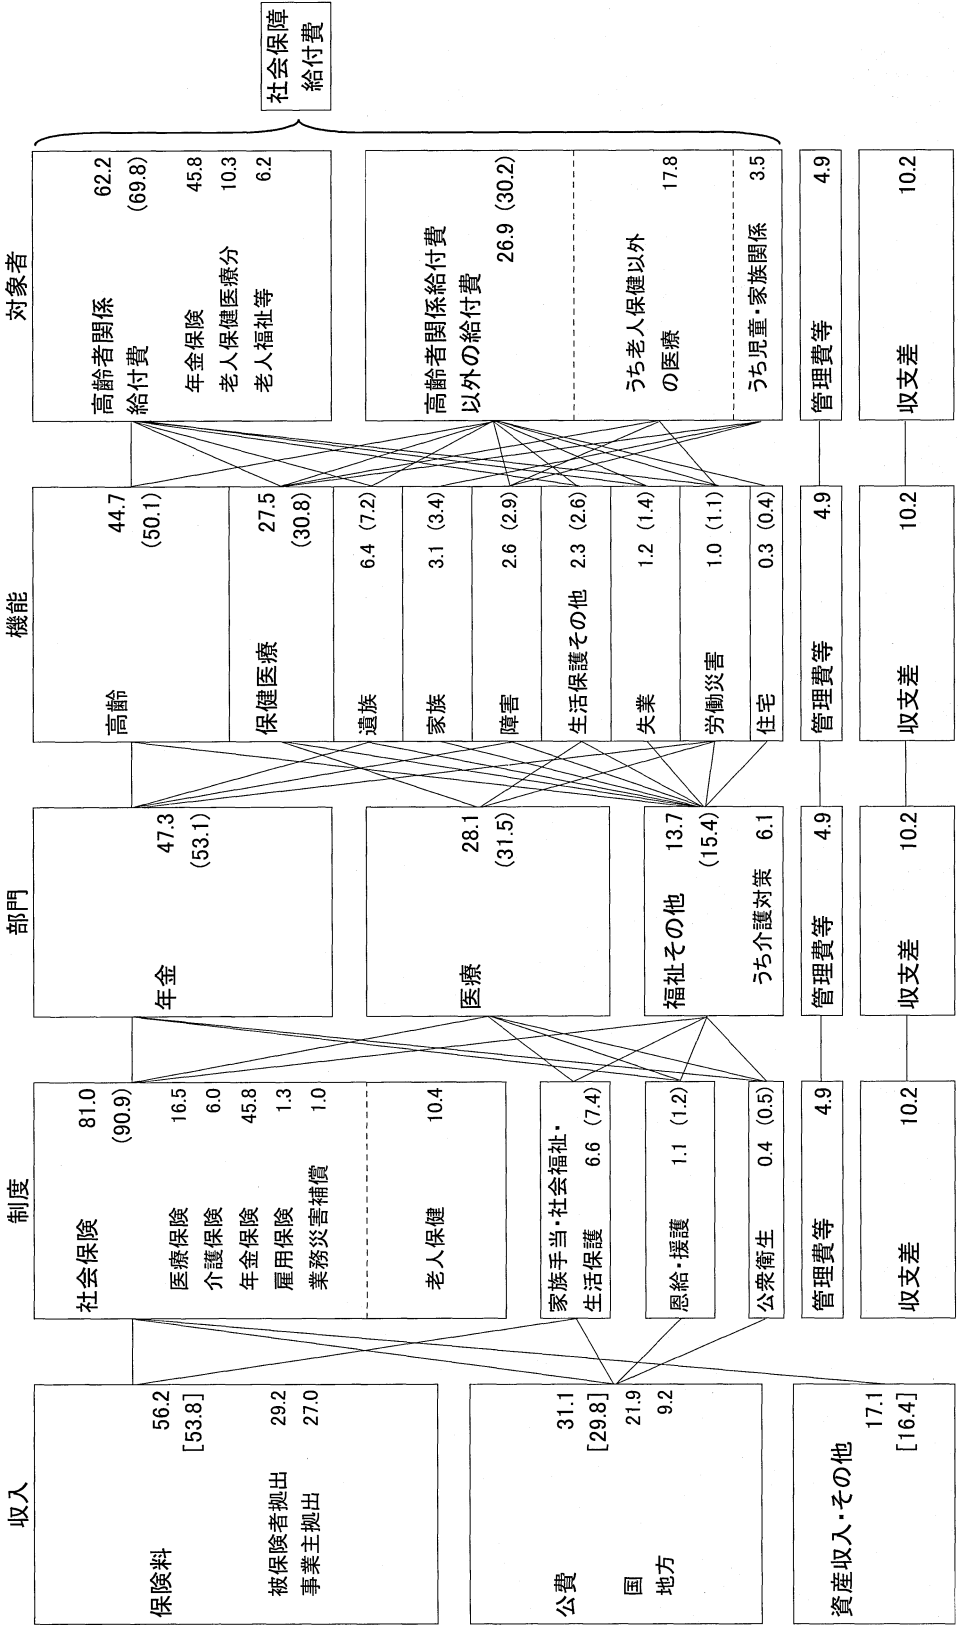 収入
保険料
56.2
[53.8]
被保険者拠出 29.2
事業主拠出 27.0
公費
31.1
[29.8]
国 21.9
地方 9.2
資産収入・その他
17.1
[16.4]
制度
社会保険
81.0
(90.9)
医療保険 16.5
介護保険 6.0
年金保険 45.8
雇用保険 1.3
業務災害補償 1.0
老人保健 10.4
家族手当・社会福祉・
生活保護 6.6 (7.4)
恩給・援護 1.1 (1.2)
公衆衛生 0.4 (0.5)
管理費等 4.9
収支差 10.2
部門
年金
47.3
(53.1)
医療
28.1
(31.5)
福祉その他
13.7
(15.4)
うち介護対策 6.1
管理費等 4.9
収支差 10.2
機能
高齢
44.7
(50.1)
保健医療
27.5
(30.8)
遺族 6.4 (7.2)
家族 3.1 (3.4)
障害 2.6 (2.9)
生活保護その他 2.3 (2.6)
失業 1.2 (1.4)
労働災害 1.0 (1.1)
住宅 0.3 (0.4)
管理費等 4.9
収支差 10.2
対象者
高齢者関係 62.2
給付費 (69.8)
年金保険 45.8
老人保健医療分 10.3
老人福祉等 6.2
高齢者関係給付費
以外の給付費
26.9 (30.2)
うち老人保健以外
の医療 17.8
うち児童・家族関係 3.5
管理費等 4.9
収支差 10.2
社会保障
給付費